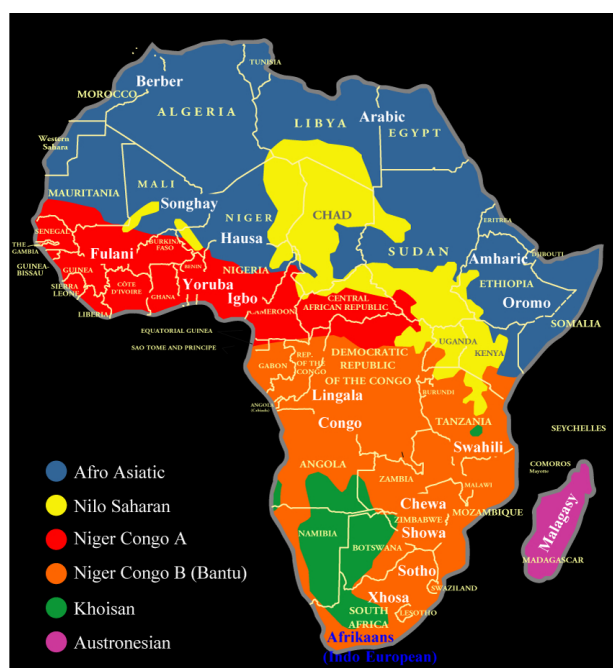 TUNISIA
Berber
MOROCCO
ALGERIA
LIBYA
Arabic
EGYPT
Western
Sahara
MAURITANIA
MALI
Songhay
NIGER
CHAD
SUDAN
ERITREA
SENEGAL
THE
GAMBIA
GUINEA-
BISSAU
Fulani
BURKINA
FASO
Hausa
Amharic
DJIBOUTI
GUINEA
BENIN
NIGERIA
ETHIOPIA
SIERRA
LEONE
CÔTE
D'IVOIRE
GHANA
Yoruba
Igbo
CENTRAL
AFRICAN REPUBLIC
Oromo
LIBERIA
CAMEROON
SOMALIA
EQUATORIAL GUINEA
SAO TOME AND PRINCIPE
UGANDA
KENYA
GABON
REP.
OF THE
CONGO
DEMOCRATIC
REPUBLIC
OF THE CONGO
BURUNDI
Lingala
ANGOLA
(Cabinda)
Congo
TANZANIA
Swahili
SEYCHELLES
COMOROS
Mayotte
ANGOLA
ZAMBIA
MALAWI
Chewa
MOZAMBIQUE
ZIMBABWE
Showa
Malagasy
MADAGASCAR
NAMIBIA
BOTSWANA
Sotho
SWAZILAND
Xhosa
LESOTHO
SOUTH
AFRICA
Afrikaans
(Indo European)
Afro Asiatic
Nilo Saharan
Niger Congo A
Niger Congo B (Bantu)
Khoisan
Austronesian